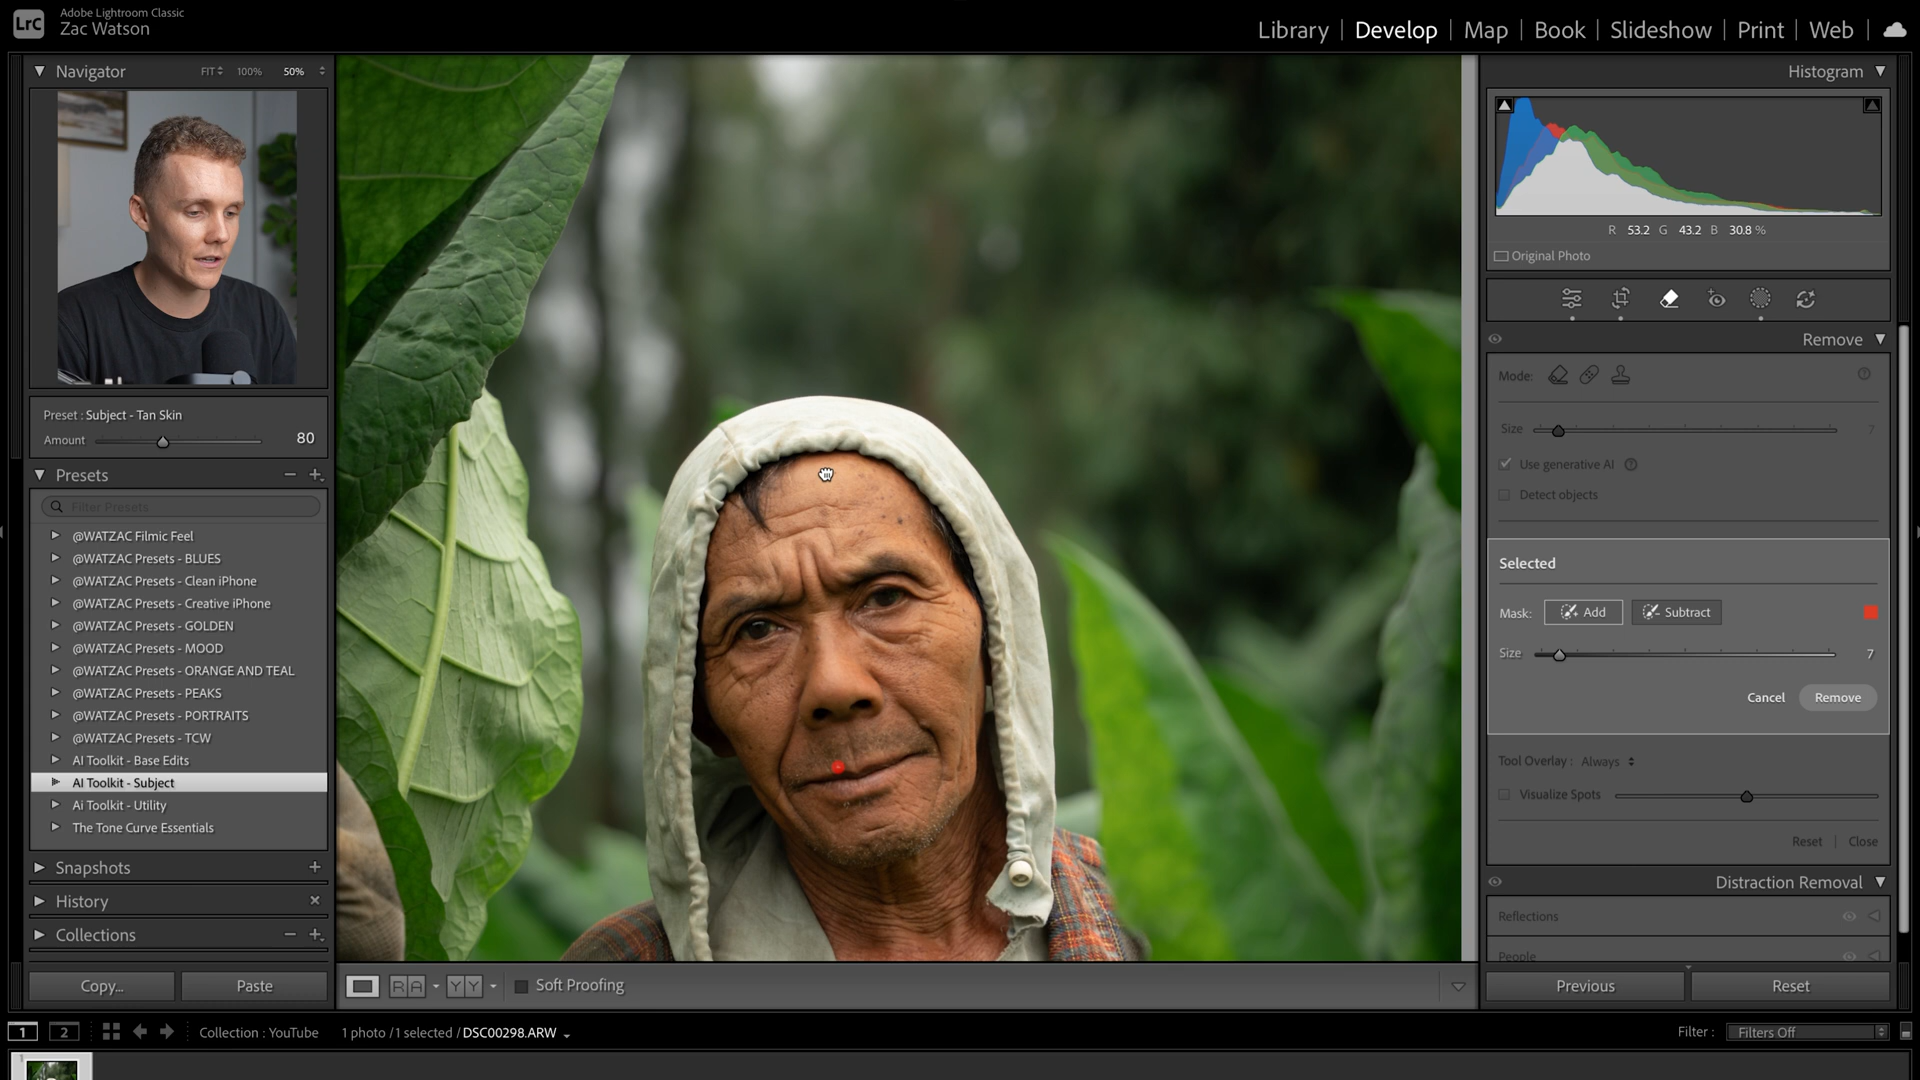 LrC
Adobe Lightroom Classic
Zac Watson
Library | Develop | Map | Book | Slideshow | Print | Web
Navigator FIT 100% 50%
Preset : Subject - Tan Skin
Amount 80
Presets
Filter Presets
@WATZAC Filmic Feel
@WATZAC Presets - BLUES
@WATZAC Presets - Clean iPhone
@WATZAC Presets - Creative iPhone
@WATZAC Presets - GOLDEN
@WATZAC Presets - MOOD
@WATZAC Presets - ORANGE AND TEAL
@WATZAC Presets - PEAKS
@WATZAC Presets - PORTRAITS
@WATZAC Presets - TCW
AI Toolkit - Base Edits
AI Toolkit - Subject
Ai Toolkit - Utility
The Tone Curve Essentials
Snapshots
History
Collections
Copy... Paste
R A Y Y Soft Proofing
Histogram
R 53.2 G 43.2 B 30.8 %
Original Photo
Remove
Mode:
Size 7
Use generative AI
Detect objects
Selected
Mask: Add Subtract
Size 7
Cancel Remove
Tool Overlay : Always
Visualize Spots
Reset | Close
Distraction Removal
Reflections
People
Previous Reset
1 2 Collection : YouTube 1 photo / 1 selected / DSC00298.ARW Filter : Filters Off
1